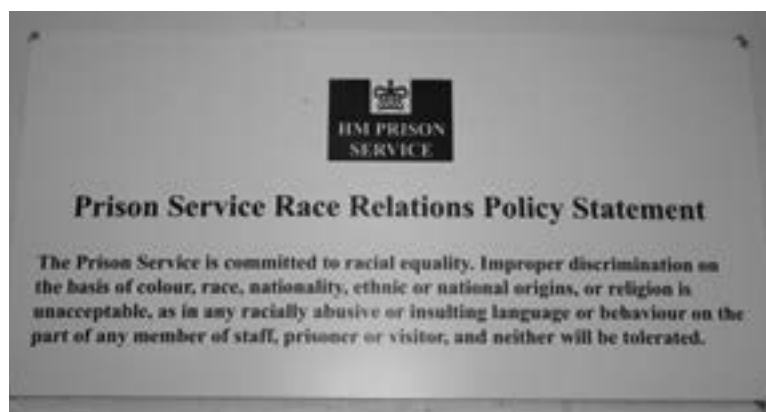 HM PRISON
SERVICE
Prison Service Race Relations Policy Statement
The Prison Service is committed to racial equality. Improper discrimination on
the basis of colour, race, nationality, ethnic or national origins, or religion is
unacceptable, as in any racially abusive or insulting language or behaviour on the
part of any member of staff, prisoner or visitor, and neither will be tolerated.